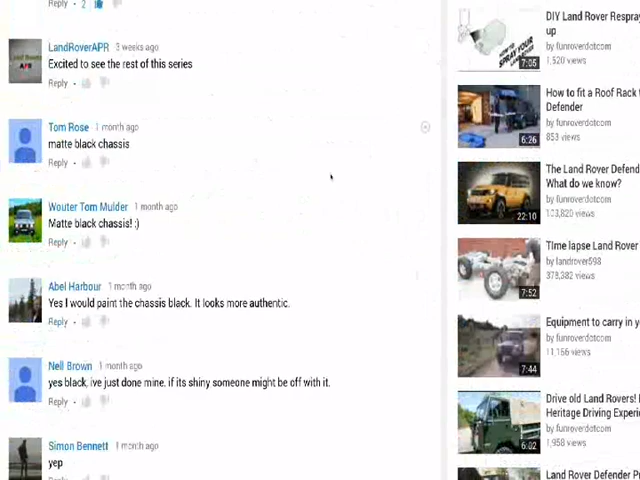 Reply • 2
LandRoverAPR 3 weeks ago
Excited to see the rest of this series
Reply •
Tom Rose 1 month ago
matte black chassis
Reply •
Wouter Tom Mulder 1 month ago
Matte black chassis! :)
Reply •
Abel Harbour 1 month ago
Yes I would paint the chassis black. It looks more authentic.
Reply •
Neil Brown 1 month ago
yes black, ive just done mine. if its shiny someone might be off with it.
Reply •
Simon Bennett 1 month ago
yep
Reply
DIY Land Rover Respray
up
by funroverdotcom
1,520 views
HOW TO
SPRAY YOUR
7:05
How to fit a Roof Rack
Defender
by funroverdotcom
853 views
6:26
The Land Rover Defend
What do we know?
by funroverdotcom
22:10
Time lapse Land Rover
by landrover598
7:52
Equipment to carry in y
by funroverdotcom
11,166 views
7:44
Drive old Land Rovers!
Heritage Driving Experi
by funroverdotcom
1,958 views
6:02
Land Rover Defender P